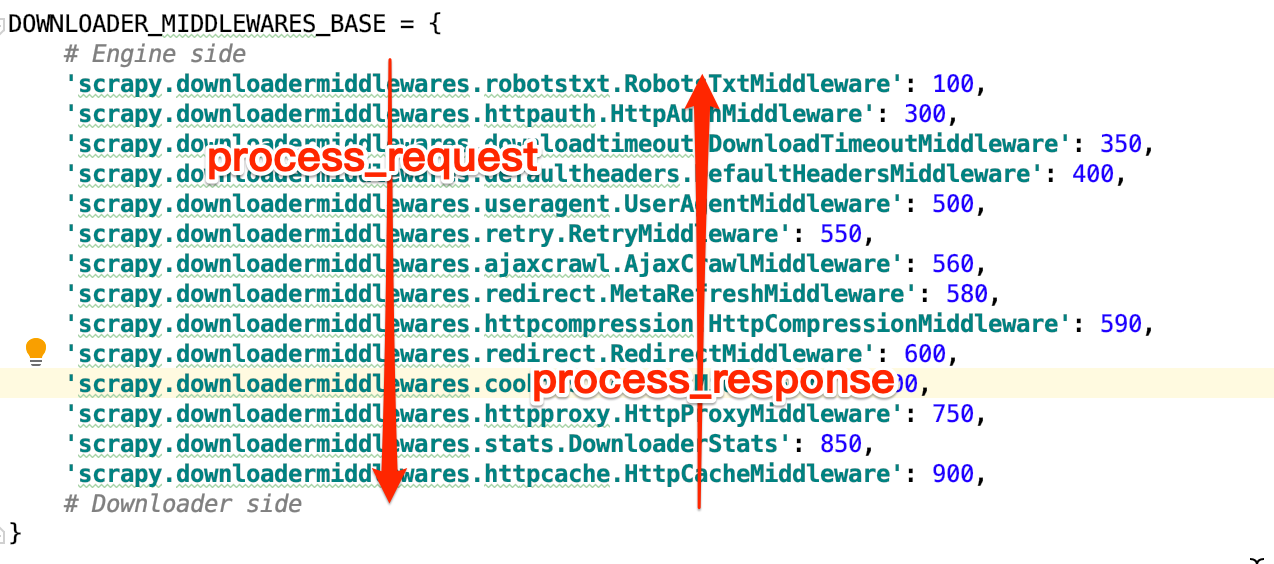 DOWNLOADER_MIDDLEWARES_BASE = {
# Engine side
'scrapy.downloadermiddlewares.robotstxt.RobotsTxtMiddleware': 100,
'scrapy.downloadermiddlewares.httpauth.HttpAuthMiddleware': 300,
'scrapy.downloadermiddlewares.downloadtimeout.DownloadTimeoutMiddleware': 350,
process_request
'scrapy.downloadermiddlewares.defaultheaders.DefaultHeadersMiddleware': 400,
'scrapy.downloadermiddlewares.useragent.UserAgentMiddleware': 500,
'scrapy.downloadermiddlewares.retry.RetryMiddleware': 550,
'scrapy.downloadermiddlewares.ajaxcrawl.AjaxCrawlMiddleware': 560,
'scrapy.downloadermiddlewares.redirect.MetaRefreshMiddleware': 580,
'scrapy.downloadermiddlewares.httpcompression.HttpCompressionMiddleware': 590,
'scrapy.downloadermiddlewares.redirect.RedirectMiddleware': 600,
'scrapy.downloadermiddlewares.
process_response
'scrapy.downloadermiddlewares.httpproxy.HttpProxyMiddleware': 750,
'scrapy.downloadermiddlewares.stats.DownloaderStats': 850,
'scrapy.downloadermiddlewares.httpcache.HttpCacheMiddleware': 900,
# Downloader side
}